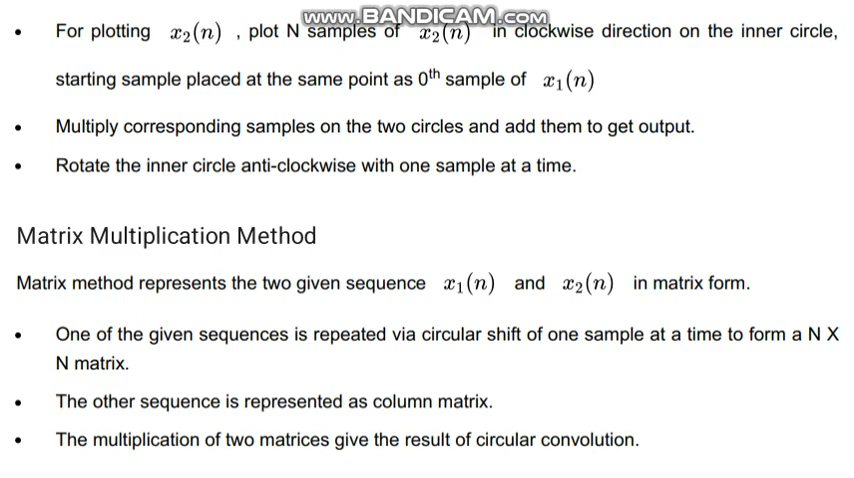 www.BANDICAM.com
• For plotting x₂(n) , plot N samples of x₂(n) in clockwise direction on the inner circle,
starting sample placed at the same point as 0ᵗʰ sample of x₁(n)
• Multiply corresponding samples on the two circles and add them to get output.
• Rotate the inner circle anti-clockwise with one sample at a time.
Matrix Multiplication Method
Matrix method represents the two given sequence x₁(n) and x₂(n) in matrix form.
• One of the given sequences is repeated via circular shift of one sample at a time to form a N X
N matrix.
• The other sequence is represented as column matrix.
• The multiplication of two matrices give the result of circular convolution.